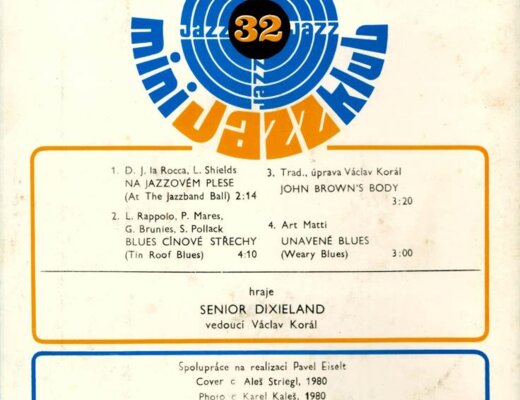 jazz 32 jazz
jazz
mini jazz klub
1. D. J. la Rocca, L. Shields
NA JAZZOVÉM PLESE
(At The Jazzband Ball) 2:14
2. L. Rappolo, P. Mares,
G. Brunies, S. Pollack
BLUES CÍNOVÉ STŘECHY
(Tin Roof Blues) 4:10
3. Trad., úprava Václav Korál
JOHN BROWN'S BODY
3:20
4. Art Matti
UNAVENÉ BLUES
(Weary Blues) 3:00
hraje
SENIOR DIXIELAND
vedoucí Václav Korál
Spolupráce na realizaci Pavel Eiselt
Cover c Aleš Striegl, 1980
Photo c Karel Kaleš, 1980